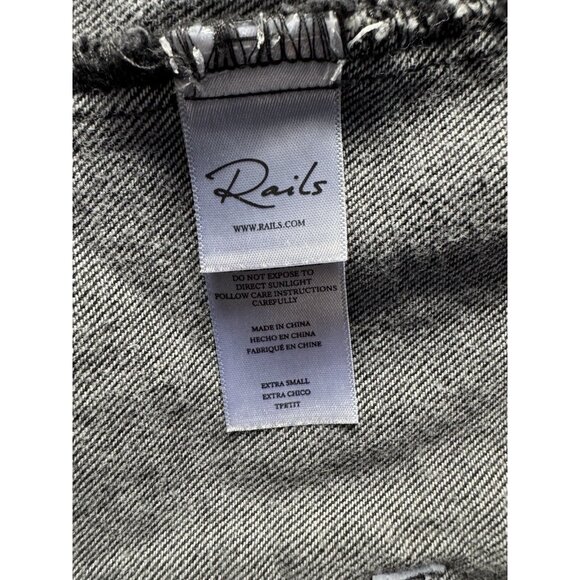 Rails
WWW.RAILS.COM
DO NOT EXPOSE TO
DIRECT SUNLIGHT
FOLLOW CARE INSTRUCTIONS
CAREFULLY
MADE IN CHINA
HECHO EN CHINA
FABRIQUÉ EN CHINE
EXTRA SMALL
EXTRA CHICO
TPETIT